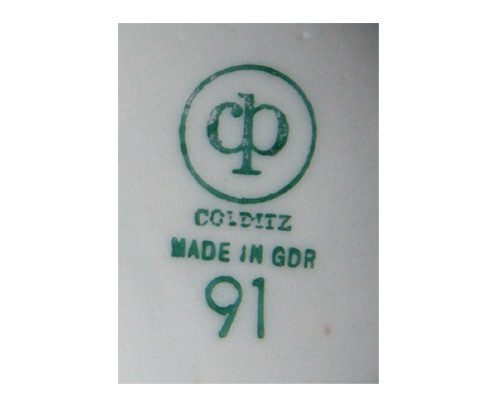 cp
COLDITZ
MADE IN GDR
91